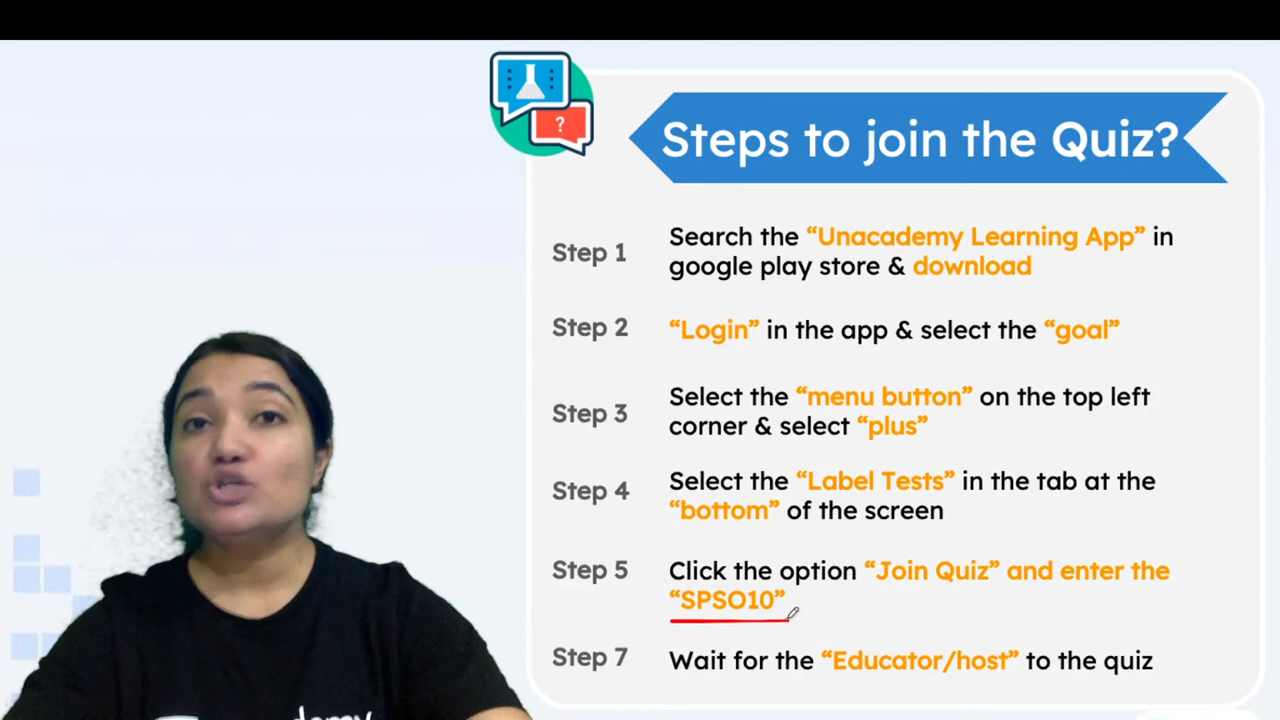 ?
Steps to join the Quiz?
Step 1
Search the “Unacademy Learning App” in
google play store & download
Step 2
“Login” in the app & select the “goal”
Step 3
Select the “menu button” on the top left
corner & select “plus”
Step 4
Select the “Label Tests” in the tab at the
“bottom” of the screen
Step 5
Click the option “Join Quiz” and enter the
“SPSO10”
Step 7
Wait for the “Educator/host” to the quiz